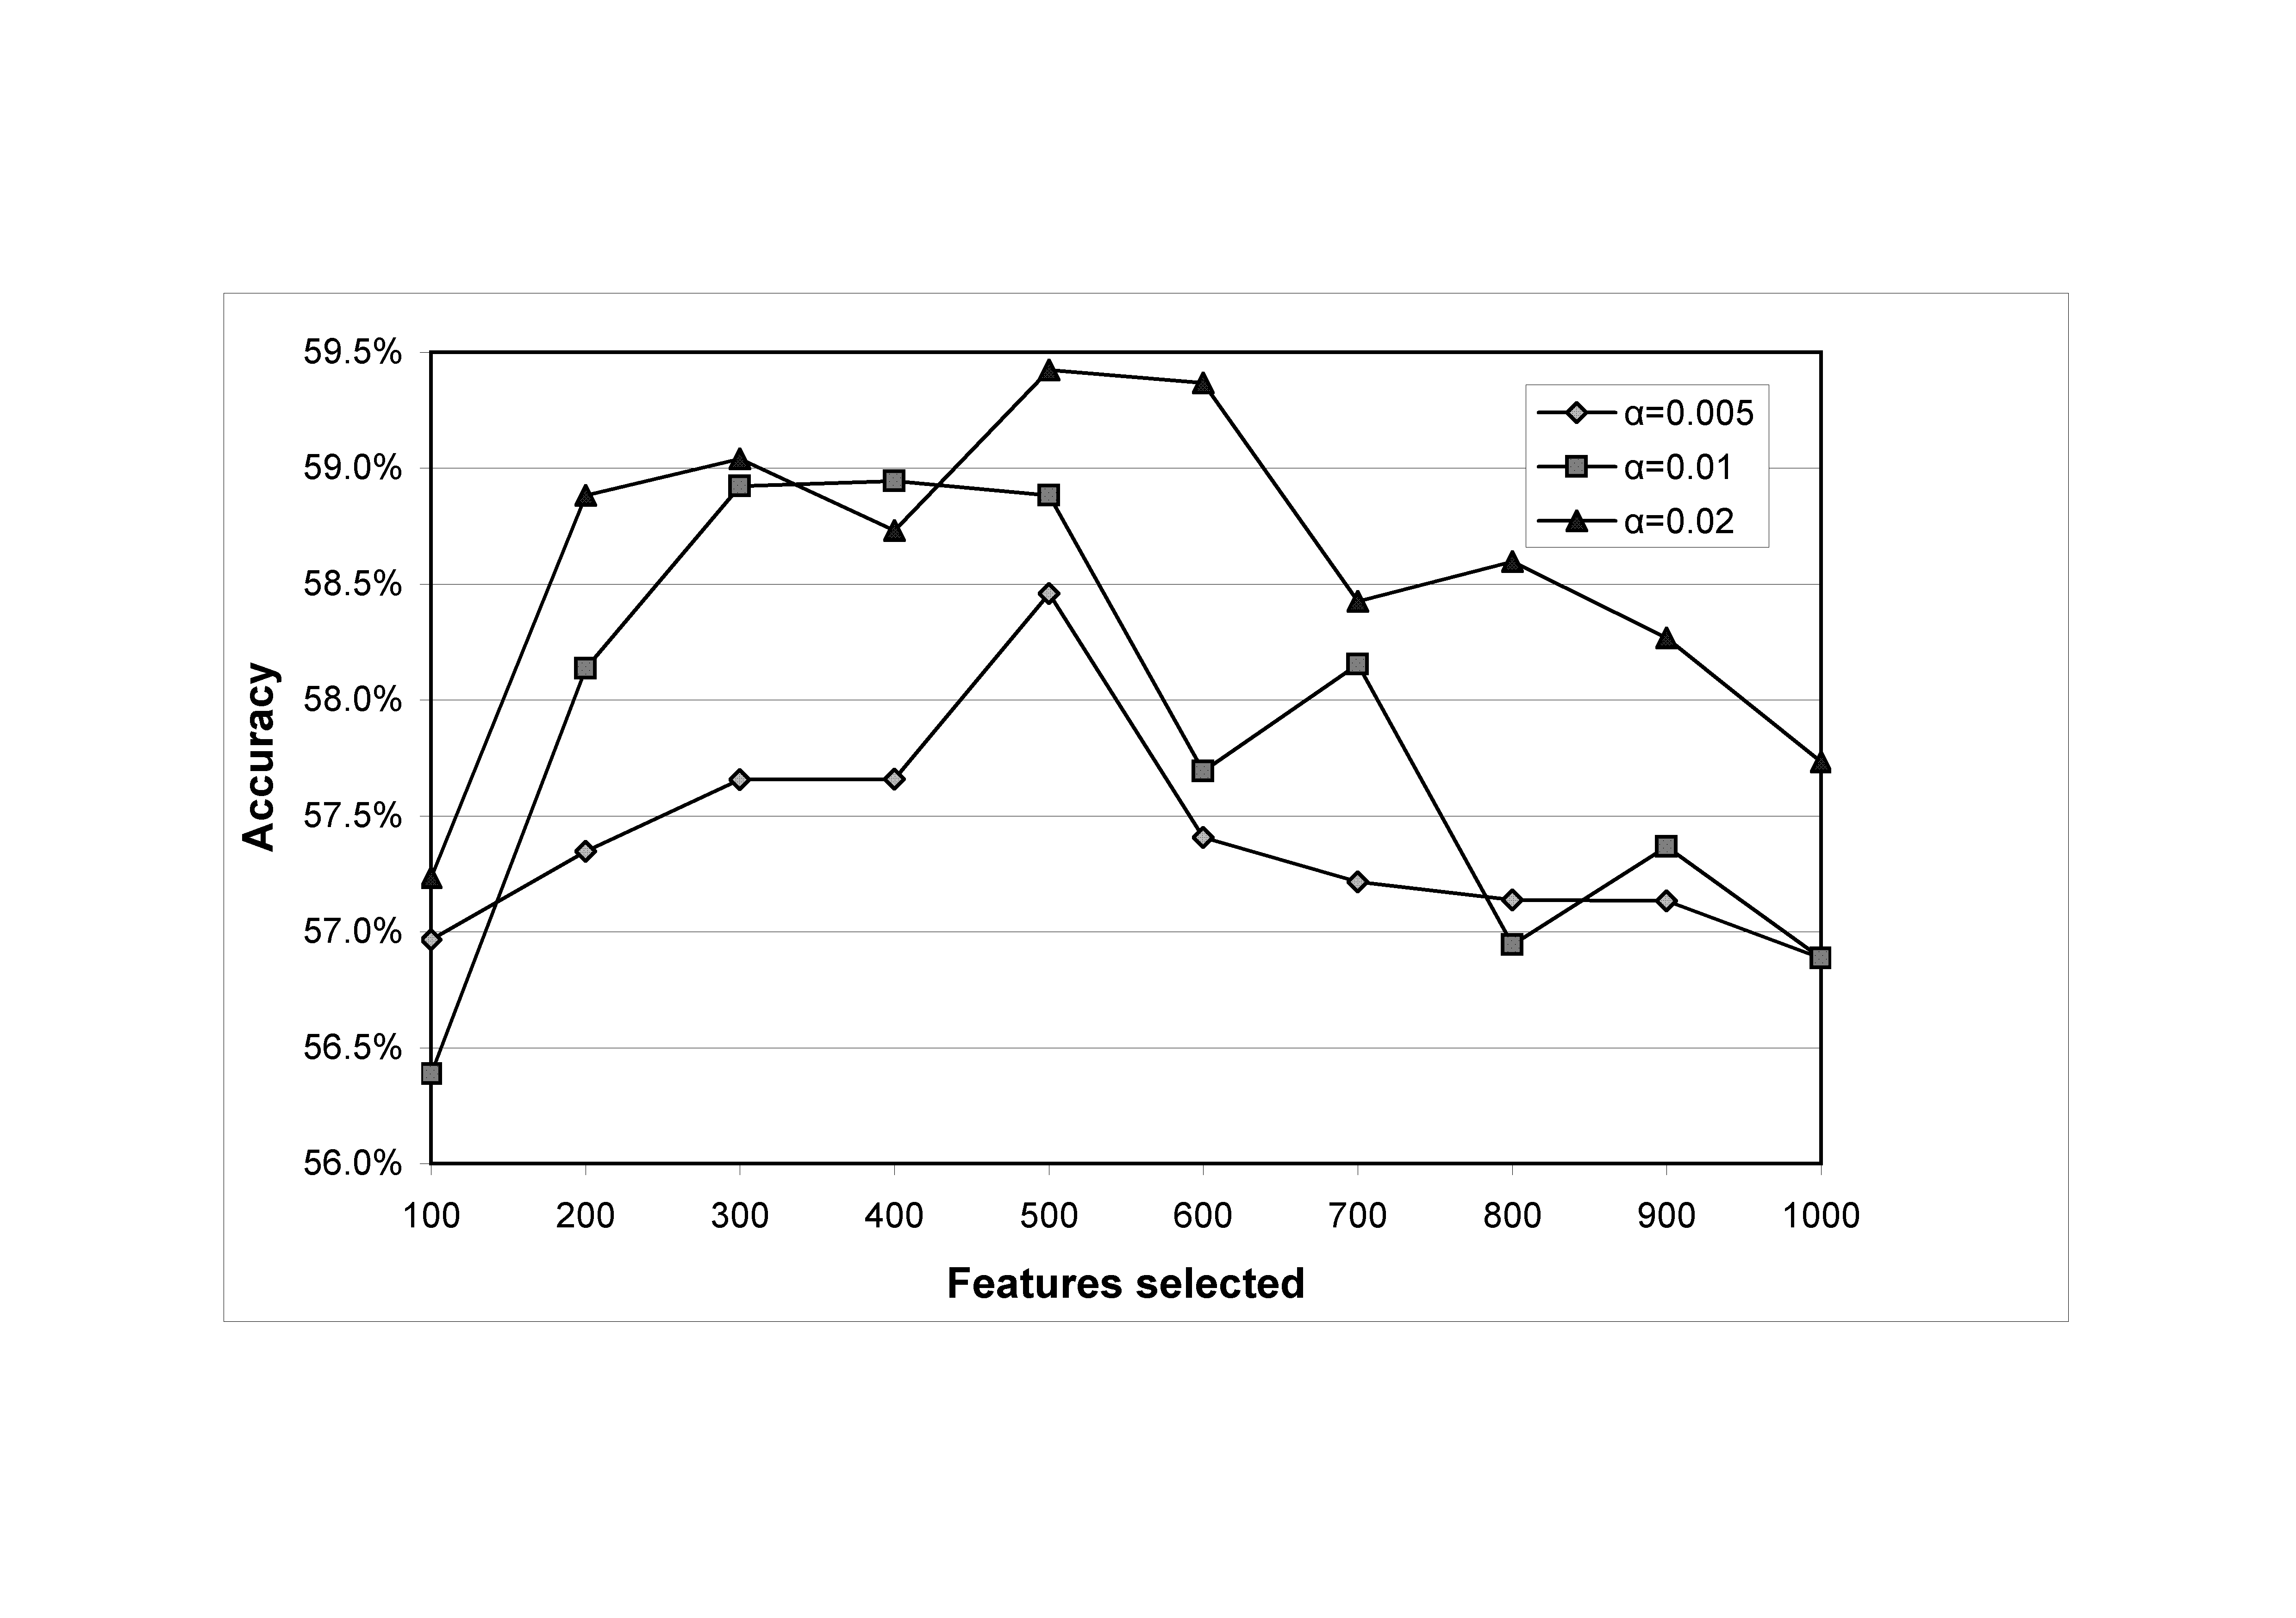 59.5%
59.0%
58.5%
58.0%
57.5%
57.0%
56.5%
56.0%
Accuracy
α=0.005
α=0.01
α=0.02
100 200 300 400 500 600 700 800 900 1000
Features selected